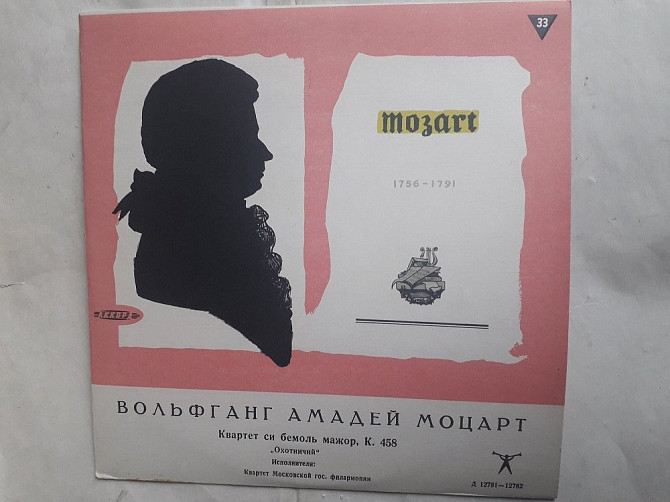 33
mozart
1756-1791
АККОРД
ВОЛЬФГАНГ АМАДЕЙ МОЦАРТ
Квартет си бемоль мажор, К. 458
„Охотничий“
Исполнители:
Квартет Московской гос. филармонии
Д 12781—12782